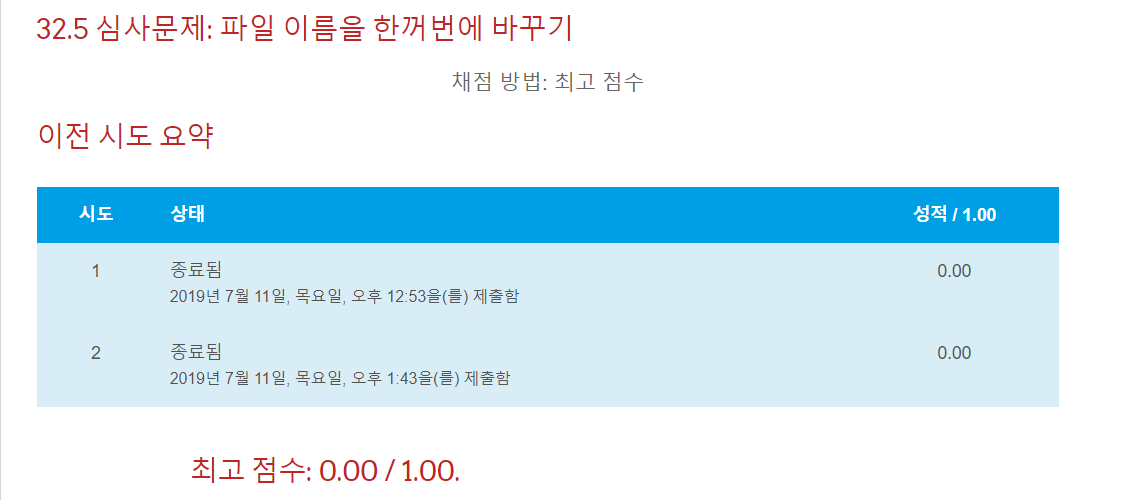 32.5 심사문제: 파일 이름을 한꺼번에 바꾸기
채점 방법: 최고 점수
이전 시도 요약
시도 상태 성적 / 1.00
1 종료됨 0.00
2019년 7월 11일, 목요일, 오후 12:53을(를) 제출함
2 종료됨 0.00
2019년 7월 11일, 목요일, 오후 1:43을(를) 제출함
최고 점수: 0.00 / 1.00.